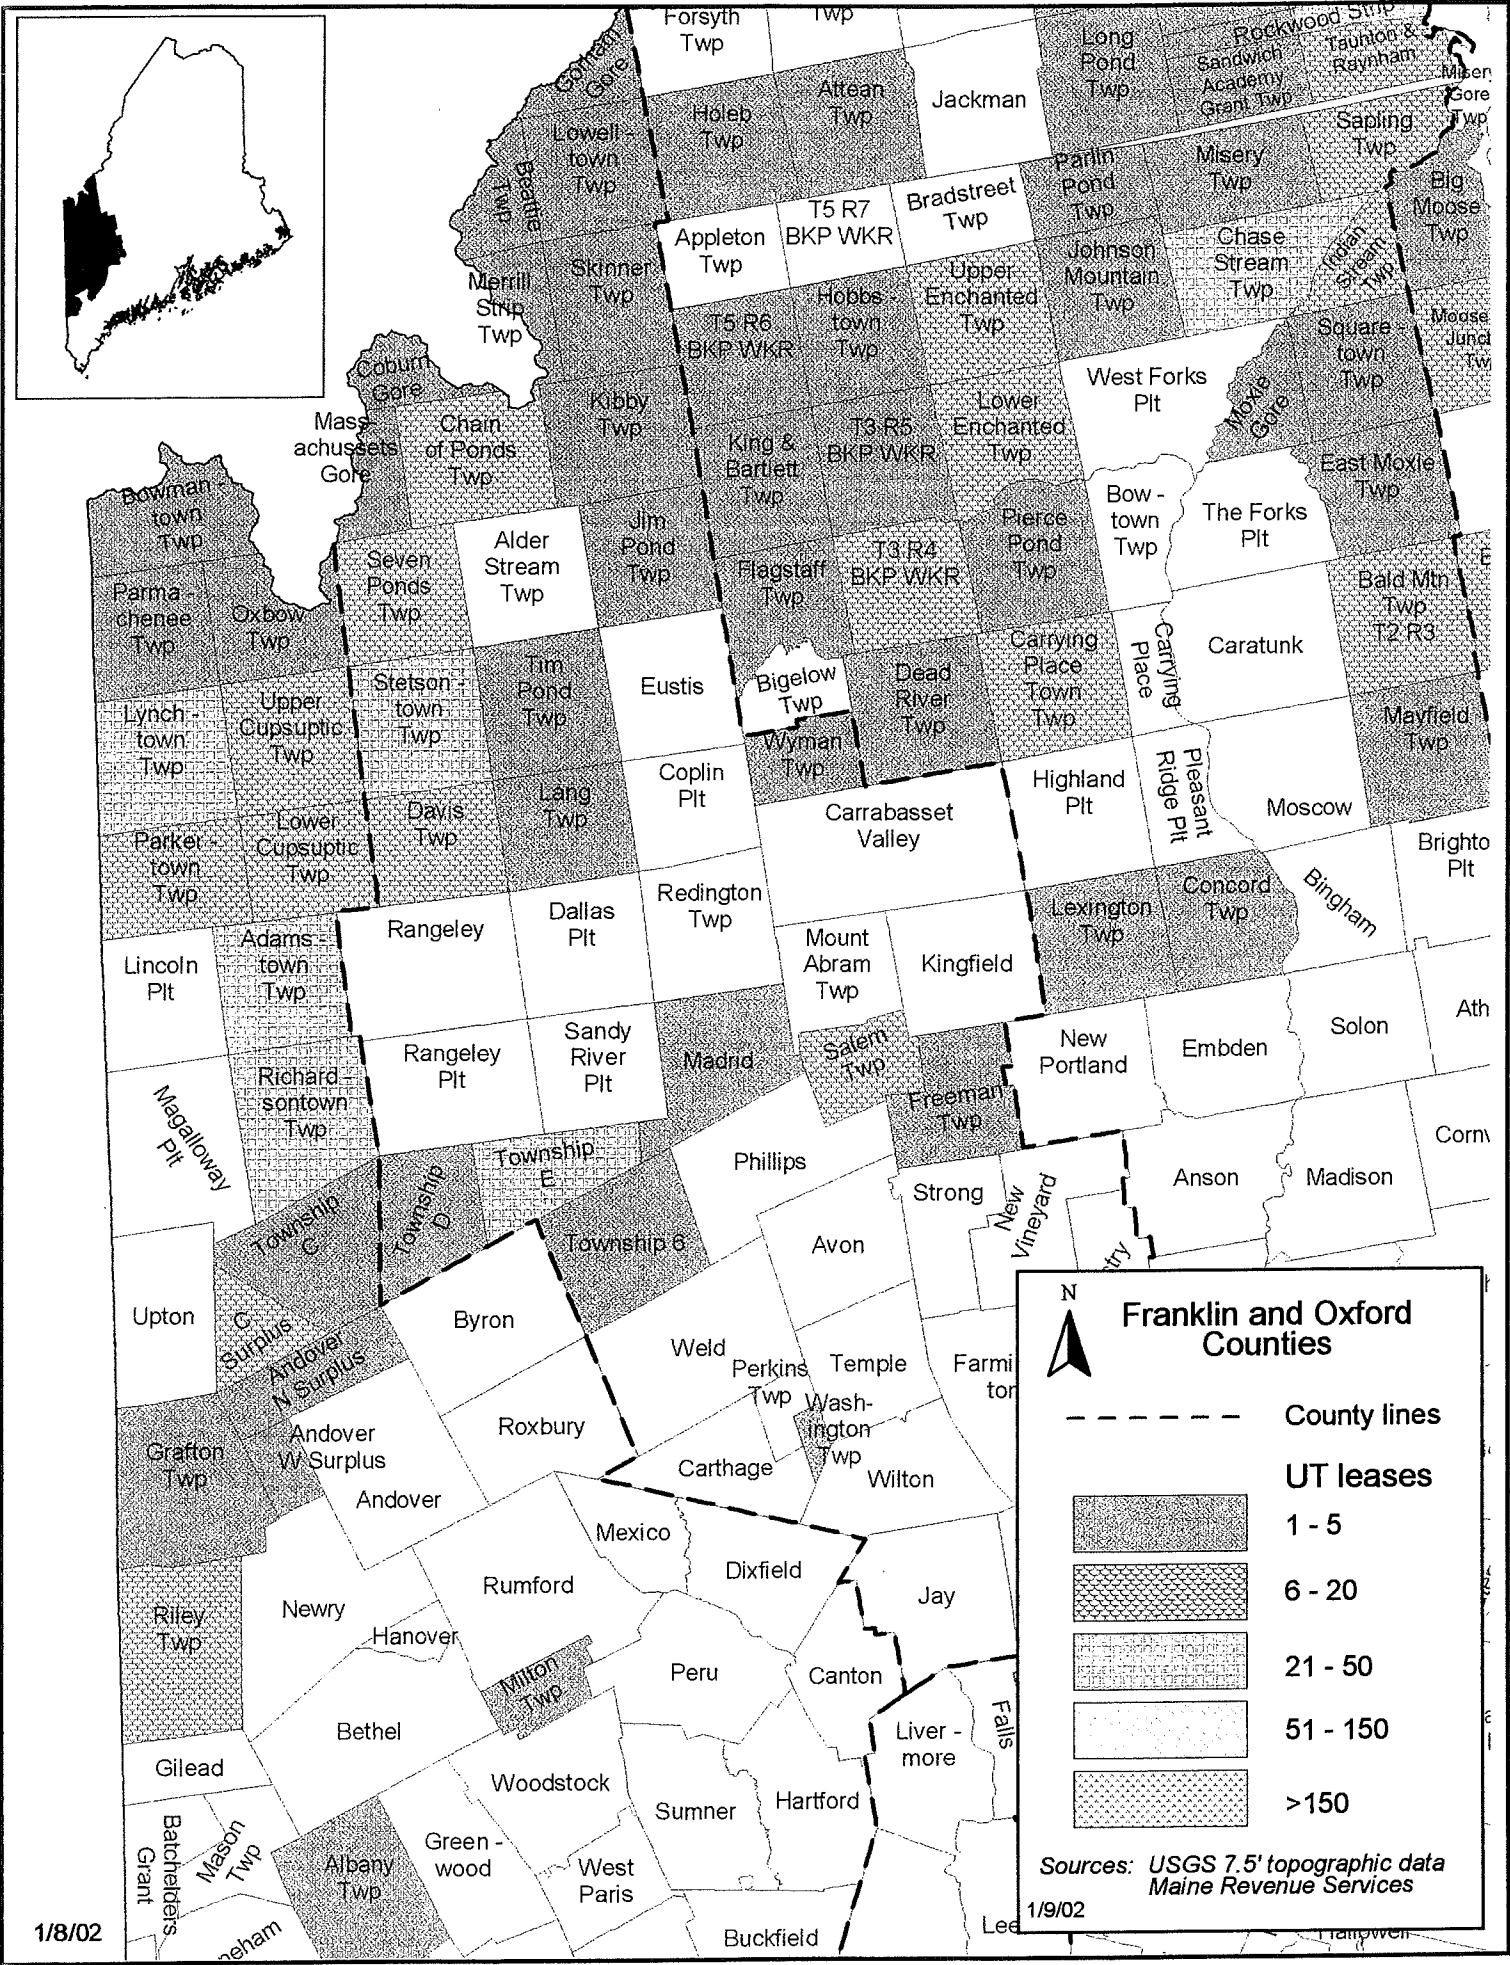 Forsyth
Twp
Twp
Long
Pond
Twp
Rockwood Strip
Sandwich
Academy
Grant Twp
Taunton &
Raynham
Misery
Gore
Twp
Gorham
Gore
Holeb
Twp
Attean
Twp
Jackman
Sapling
Twp
Lowell -
town
Twp
Beattie
Twp
Parlin
Pond
Twp
Misery
Twp
Big
Moose
Twp
Appleton
Twp
T5 R7
BKP WKR
Bradstreet
Twp
Skinner
Twp
Merrill
Strip
Twp
Upper
Enchanted
Twp
Johnson
Mountain
Twp
Chase
Stream
Twp
Indian
Stream
Twp
T5 R6
BKP WKR
Hobbs -
town
Twp
Square -
town
Twp
Moose
Junc
Tw
Coburn
Gore
Kibby
Twp
West Forks
Plt
Moxie
Gore
Mass
achussets
Gore
Chain
of Ponds
Twp
King &
Bartlett
Twp
T3 R5
BKP WKR
Lower
Enchanted
Twp
East Moxie
Twp
Bowman -
town
Twp
Alder
Stream
Twp
Jim
Pond
Twp
Pierce
Pond
Twp
Bow -
town
Twp
The Forks
Plt
Parma -
chenee
Twp
Oxbow
Twp
Seven
Ponds
Twp
Flagstaff
Twp
T3 R4
BKP WKR
Bald Mtn
Twp
T2 R3
Lynch -
town
Twp
Upper
Cupsuptic
Twp
Stetson -
town
Twp
Tim
Pond
Twp
Eustis
Bigelow
Twp
Dead
River
Twp
Carrying
Place
Town
Twp
Carrying
Place
Caratunk
Wyman
Twp
Mayfield
Twp
Parker -
town
Twp
Lower
Cupsuptic
Twp
Davis
Twp
Lang
Twp
Coplin
Plt
Carrabasset
Valley
Highland
Plt
Pleasant
Ridge Plt
Moscow
Brighto
Plt
Lincoln
Plt
Adams -
town
Twp
Rangeley
Dallas
Plt
Redington
Twp
Mount
Abram
Twp
Kingfield
Lexington
Twp
Concord
Twp
Bingham
Magalloway
Plt
Richard -
sontown
Twp
Rangeley
Plt
Sandy
River
Plt
Madrid
Salem
Twp
Freeman
Twp
New
Portland
Embden
Solon
Ath
Township
C
Township
D
Township
E
Phillips
Strong
New
Vineyard
Anson
Madison
Corn
Upton
C
Surplus
Andover
N Surplus
Byron
Township 6
Avon
try
Weld
Perkins
Twp
Temple
Farmi
ton
Grafton
Twp
Andover
W Surplus
Andover
Roxbury
Carthage
Wash-
ington
Twp
Wilton
Riley
Twp
Newry
Hanover
Rumford
Mexico
Dixfield
Jay
Milton
Twp
Peru
Canton
Gilead
Bethel
Liver -
more
Falls
Batchelders
Grant
Mason
Twp
Albany
Twp
Green -
wood
Woodstock
West
Paris
Sumner
Hartford
neham
Buckfield
Lee
Hallowell
1/8/02
N
Franklin and Oxford
Counties
County lines
UT leases
1 - 5
6 - 20
21 - 50
51 - 150
>150
Sources: USGS 7.5' topographic data
Maine Revenue Services
1/9/02